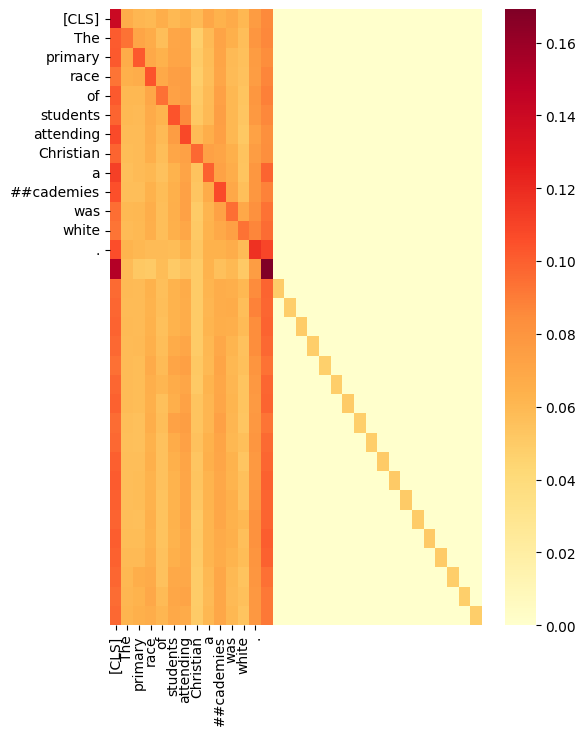 [CLS]
The
primary
race
of
students
attending
Christian
a
##cademies
was
white
.
0.16
0.14
0.12
0.10
0.08
0.06
0.04
0.02
0.00
[CLS]
The
primary
race
of
students
attending
Christian
a
##cademies
was
white
.